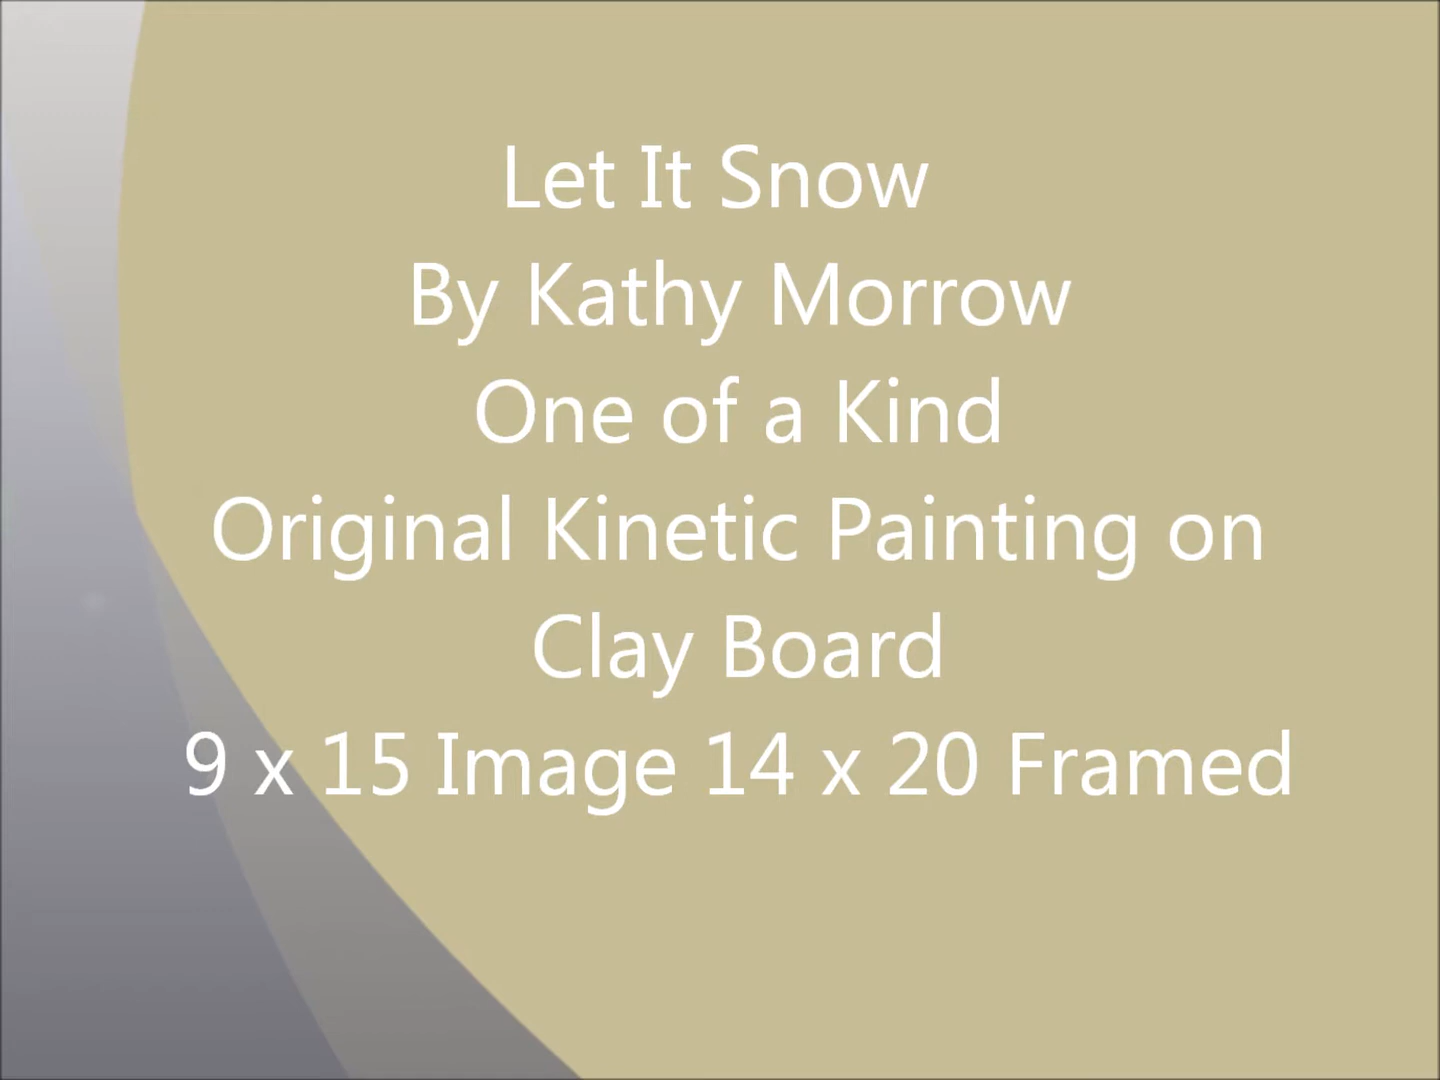 Let It Snow
By Kathy Morrow
One of a Kind
Original Kinetic Painting on
Clay Board
9 x 15 Image 14 x 20 Framed